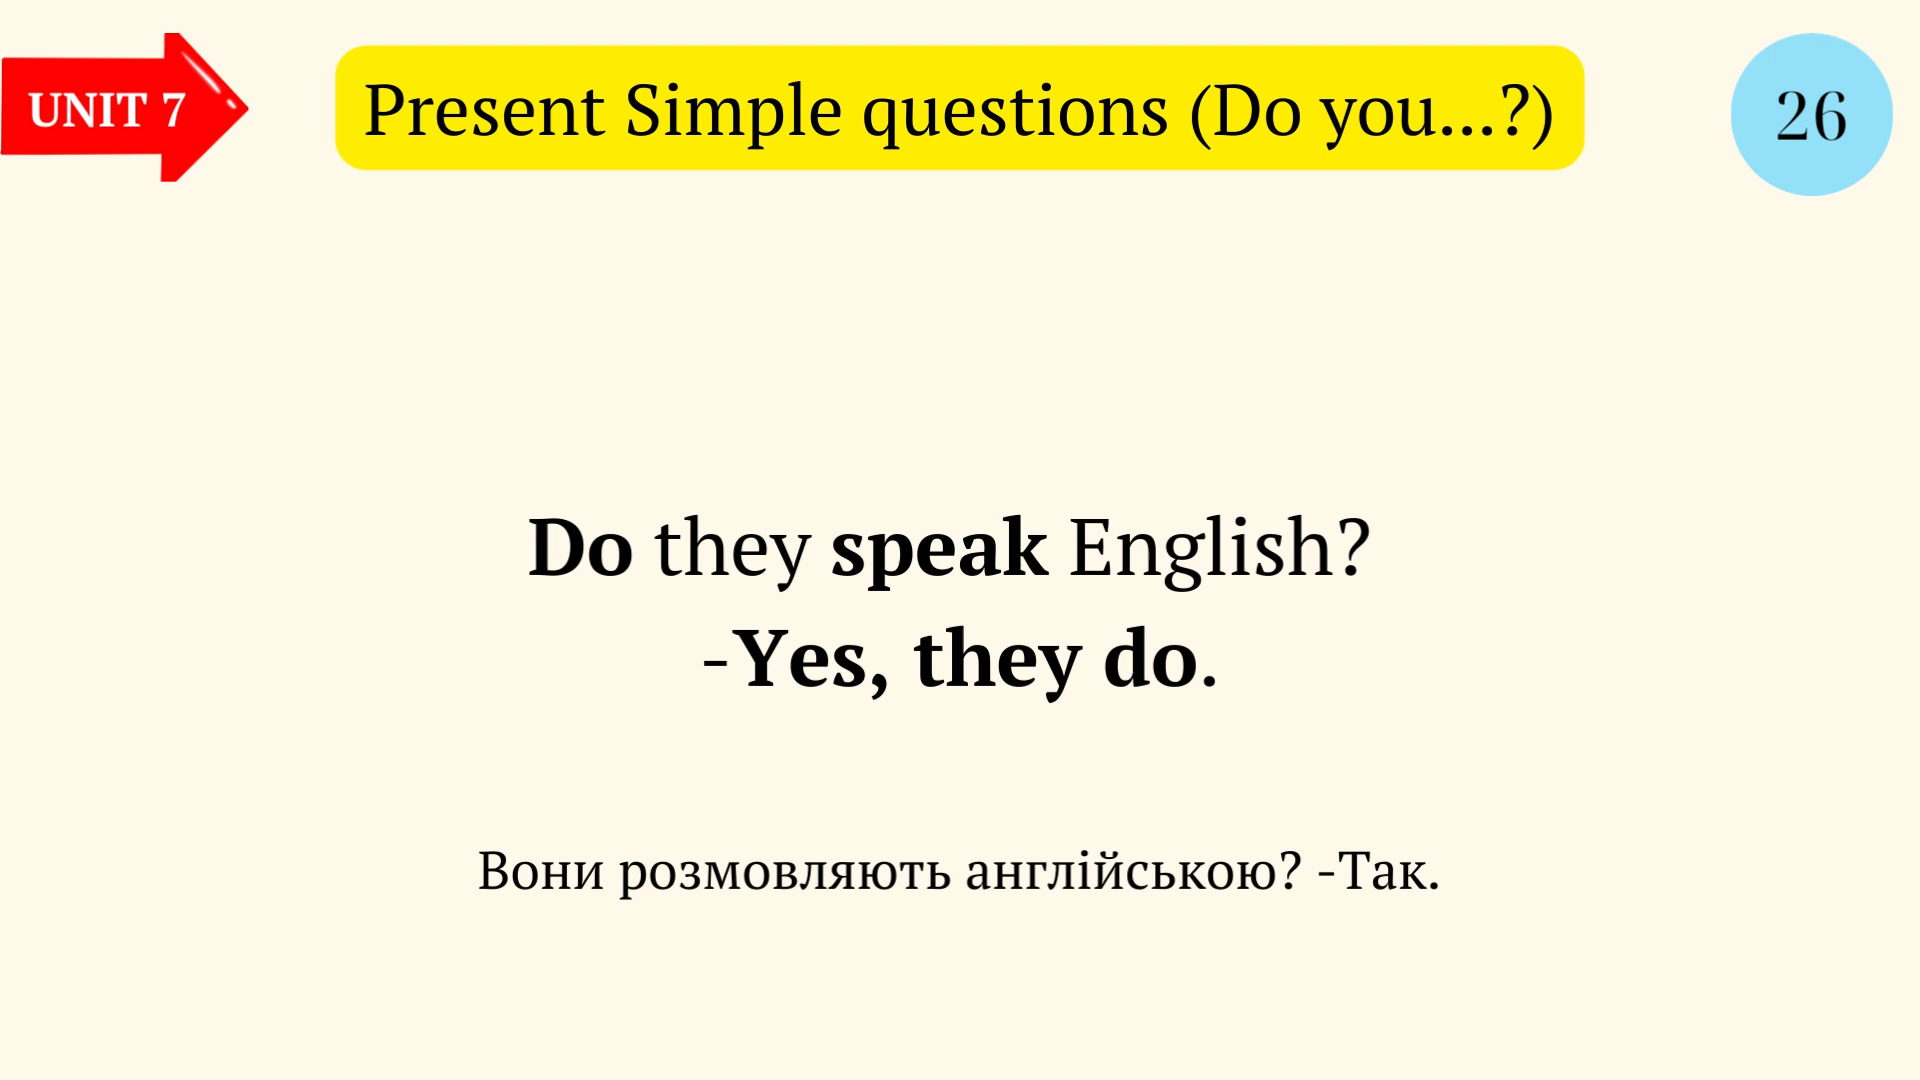 UNIT 7
Present Simple questions (Do you...?)
26
Do they speak English?
-Yes, they do.
Вони розмовляють англійською? -Так.